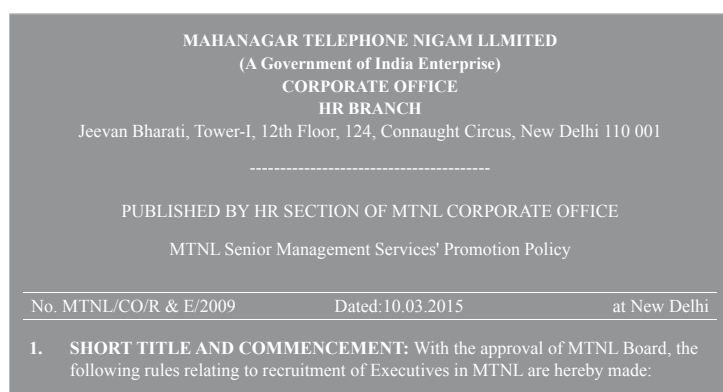 MAHANAGAR TELEPHONE NIGAM LLMITED
(A Government of India Enterprise)
CORPORATE OFFICE
HR BRANCH
Jeevan Bharati, Tower-I, 12th Floor, 124, Connaught Circus, New Delhi 110 001
----------------------------------------
PUBLISHED BY HR SECTION OF MTNL CORPORATE OFFICE
MTNL Senior Management Services' Promotion Policy
No. MTNL/CO/R & E/2009 Dated:10.03.2015 at New Delhi
1. SHORT TITLE AND COMMENCEMENT: With the approval of MTNL Board, the
following rules relating to recruitment of Executives in MTNL are hereby made: